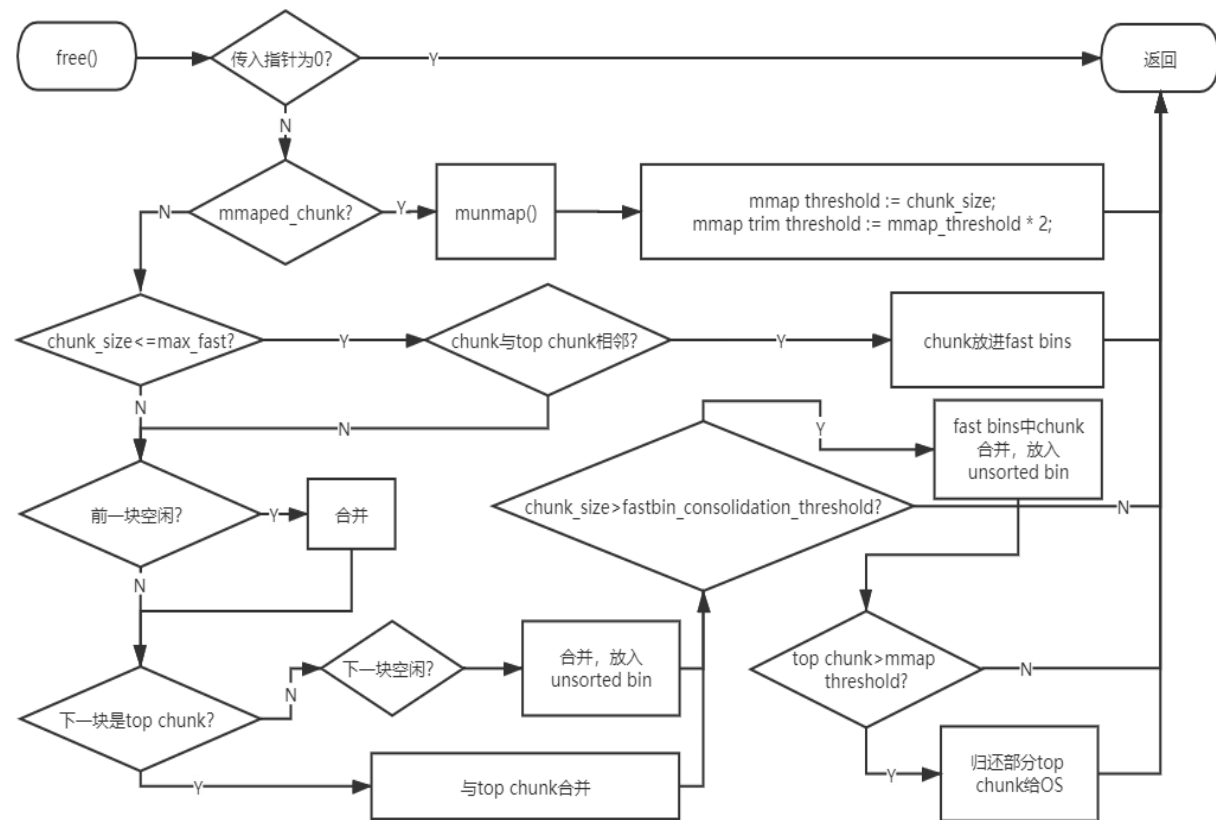 free()
传入指针为0?
Y
返回
N
mmaped_chunk?
N
Y
munmap()
mmap threshold := chunk_size;
mmap trim threshold := mmap_threshold * 2;
chunk_size<=max_fast?
Y
chunk与top chunk相邻?
Y
chunk放进fast bins
N
N
Y
fast bins中chunk
合并，放入
unsorted bin
chunk_size>fastbin_consolidation_threshold?
N
前一块空闲?
Y
合并
N
下一块是top chunk?
N
下一块空闲?
合并，放入
unsorted bin
top chunk>mmap
threshold?
N
Y
与top chunk合并
Y
归还部分top
chunk给OS